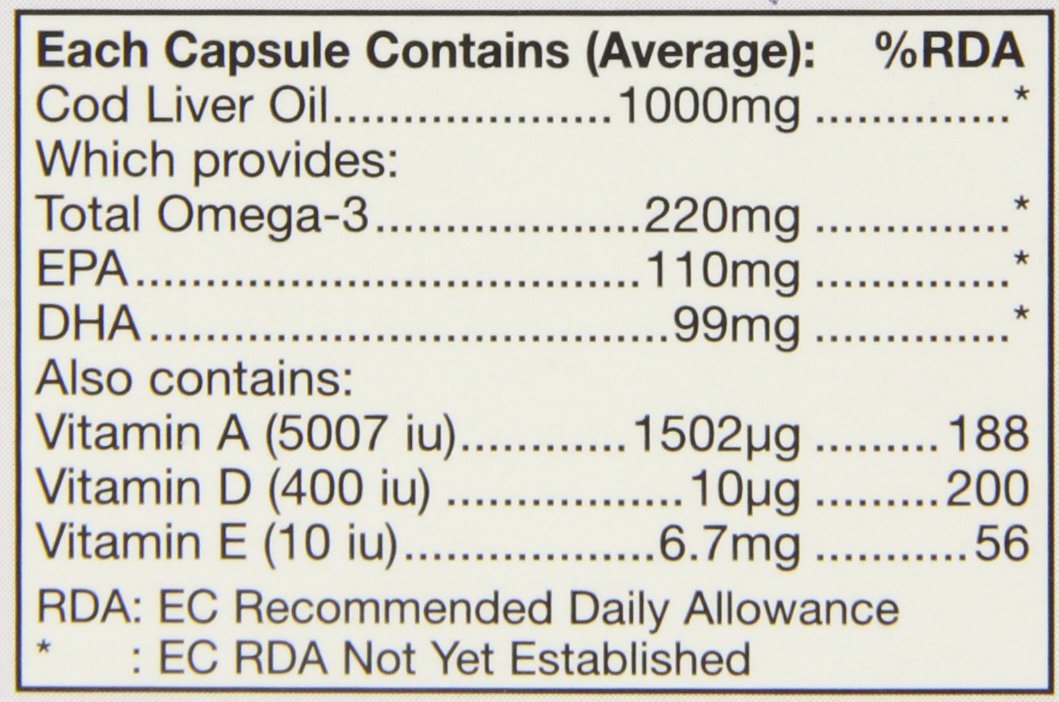 Each Capsule Contains (Average): %RDA
Cod Liver Oil....................1000mg ..............*
Which provides:
Total Omega-3...................220mg ..............*
EPA....................................110mg ..............*
DHA.....................................99mg ..............*
Also contains:
Vitamin A (5007 iu)............1502µg .........188
Vitamin D (400 iu) .................10µg .........200
Vitamin E (10 iu)..................6.7mg ...........56
RDA: EC Recommended Daily Allowance
* : EC RDA Not Yet Established